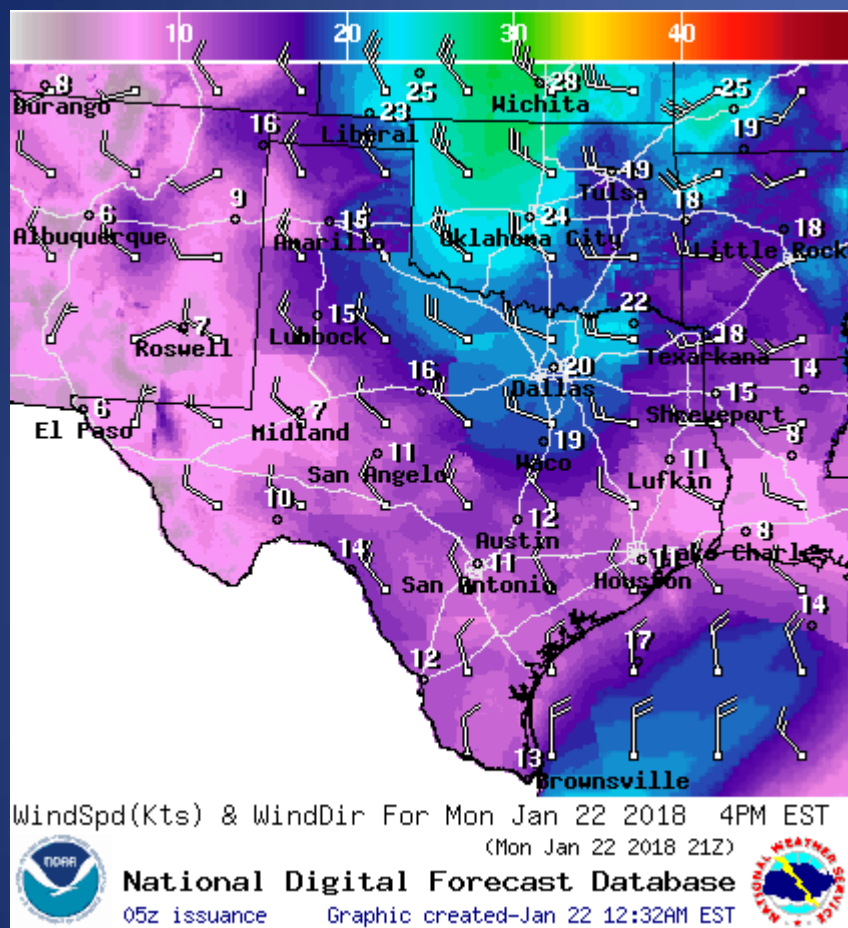 10 20 30 40
8 25 28 25
Durango Wichita
23
Liberal
16 19 19
Tulsa
6 9 15 24 18 18
Albuquerque Amarillo Oklahoma City Little Rock
7 15 22
Roswell Lubbock 18
Texarkana
16 20 14
Dallas 15
6 7 Shreveport
El Paso Midland 19 8
11 Waco 11
San Angelo Lufkin
10 12 8
Austin Lake Charles
14 11 11
San Antonio Houston
14
12 17
13
Brownsville
WindSpd(Kts) & WindDir For Mon Jan 22 2018 4PM EST
(Mon Jan 22 2018 21Z)
NOAA
National Digital Forecast Database
05z issuance Graphic created-Jan 22 12:32AM EST
NATIONAL WEATHER SERVICE